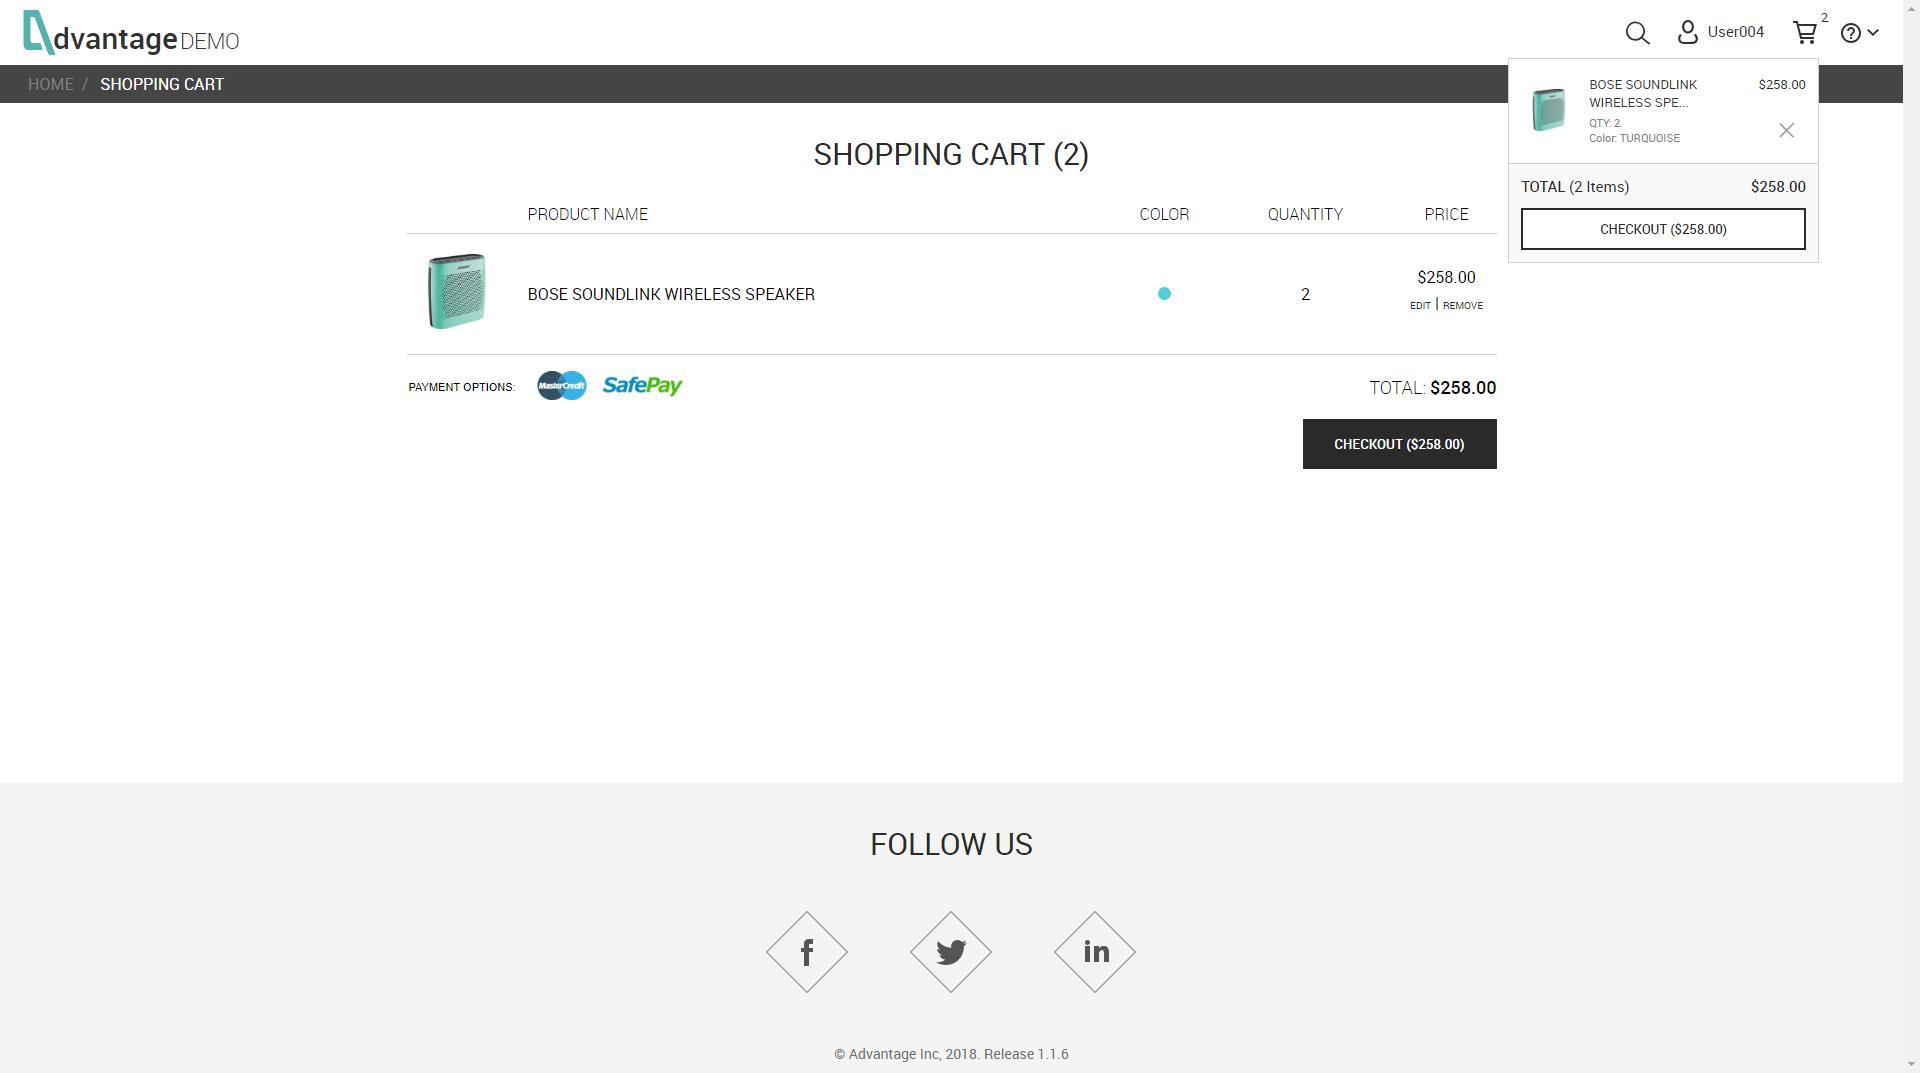 dvantage DEMO
User004
2
HOME / SHOPPING CART
BOSE SOUNDLINK
WIRELESS SPE...
$258.00
QTY: 2
Color: TURQUOISE
TOTAL (2 Items) $258.00
CHECKOUT ($258.00)
SHOPPING CART (2)
PRODUCT NAME COLOR QUANTITY PRICE
BOSE SOUNDLINK WIRELESS SPEAKER 2 $258.00
EDIT | REMOVE
PAYMENT OPTIONS: MasterCredit SafePay TOTAL: $258.00
CHECKOUT ($258.00)
FOLLOW US
f
in
© Advantage Inc, 2018. Release 1.1.6